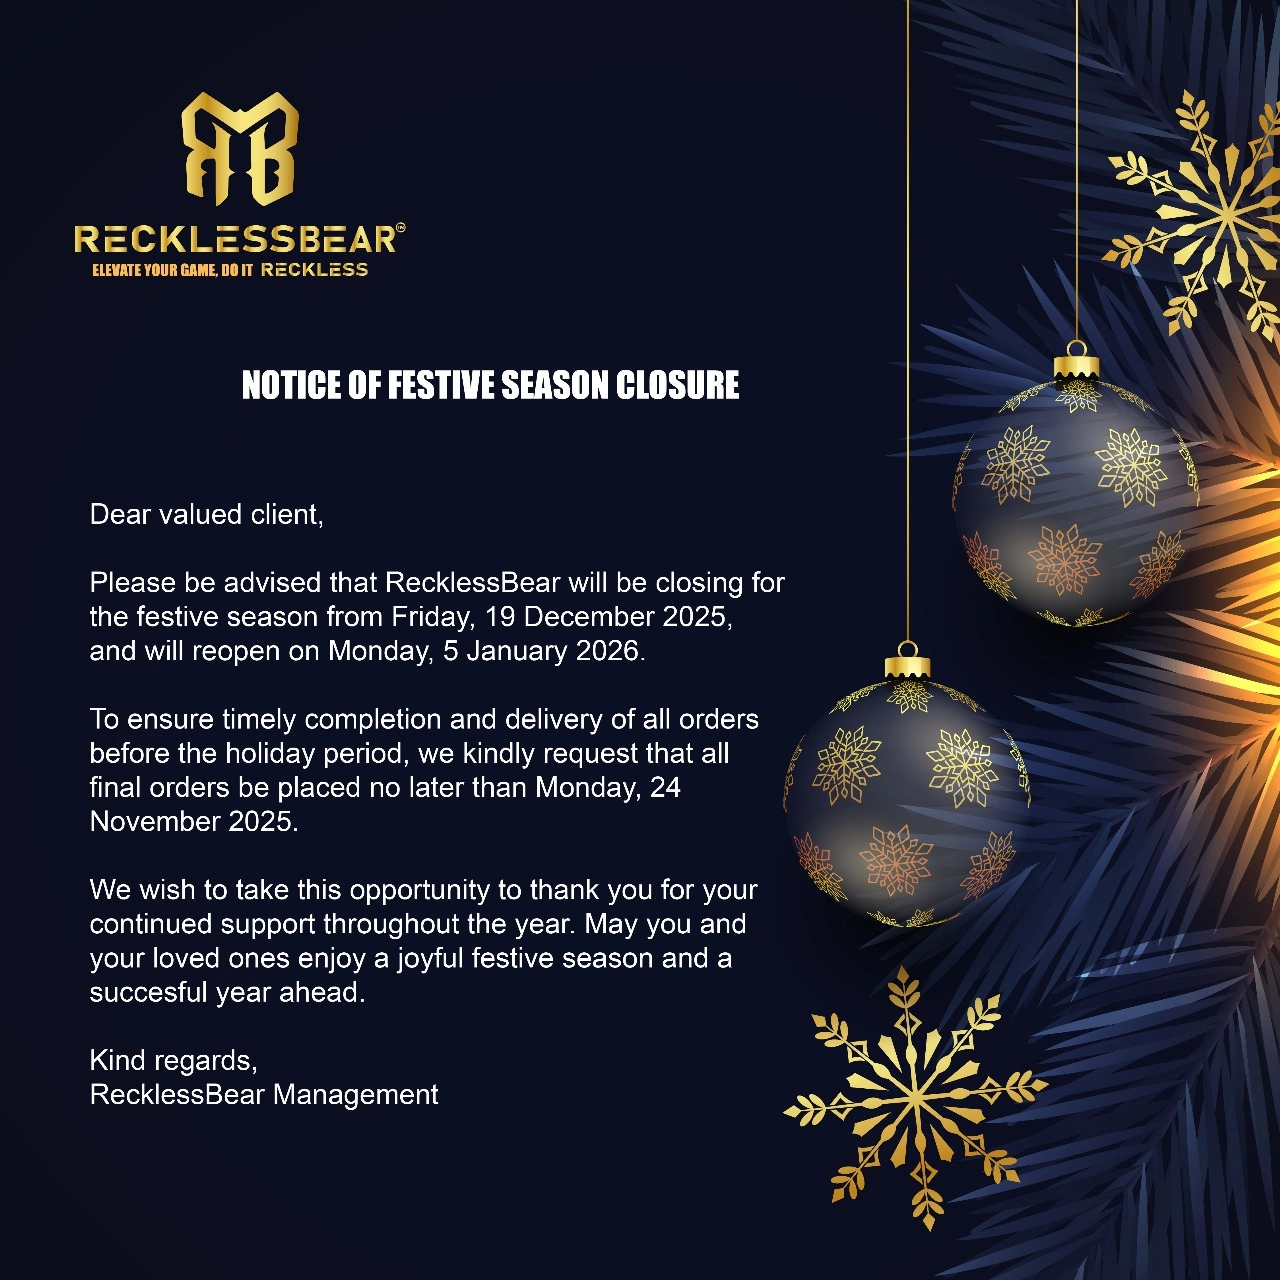 RECKLESSBEAR™
ELEVATE YOUR GAME, DO IT RECKLESS
NOTICE OF FESTIVE SEASON CLOSURE
Dear valued client,
Please be advised that RecklessBear will be closing for
the festive season from Friday, 19 December 2025,
and will reopen on Monday, 5 January 2026.
To ensure timely completion and delivery of all orders
before the holiday period, we kindly request that all
final orders be placed no later than Monday, 24
November 2025.
We wish to take this opportunity to thank you for your
continued support throughout the year. May you and
your loved ones enjoy a joyful festive season and a
succesful year ahead.
Kind regards,
RecklessBear Management